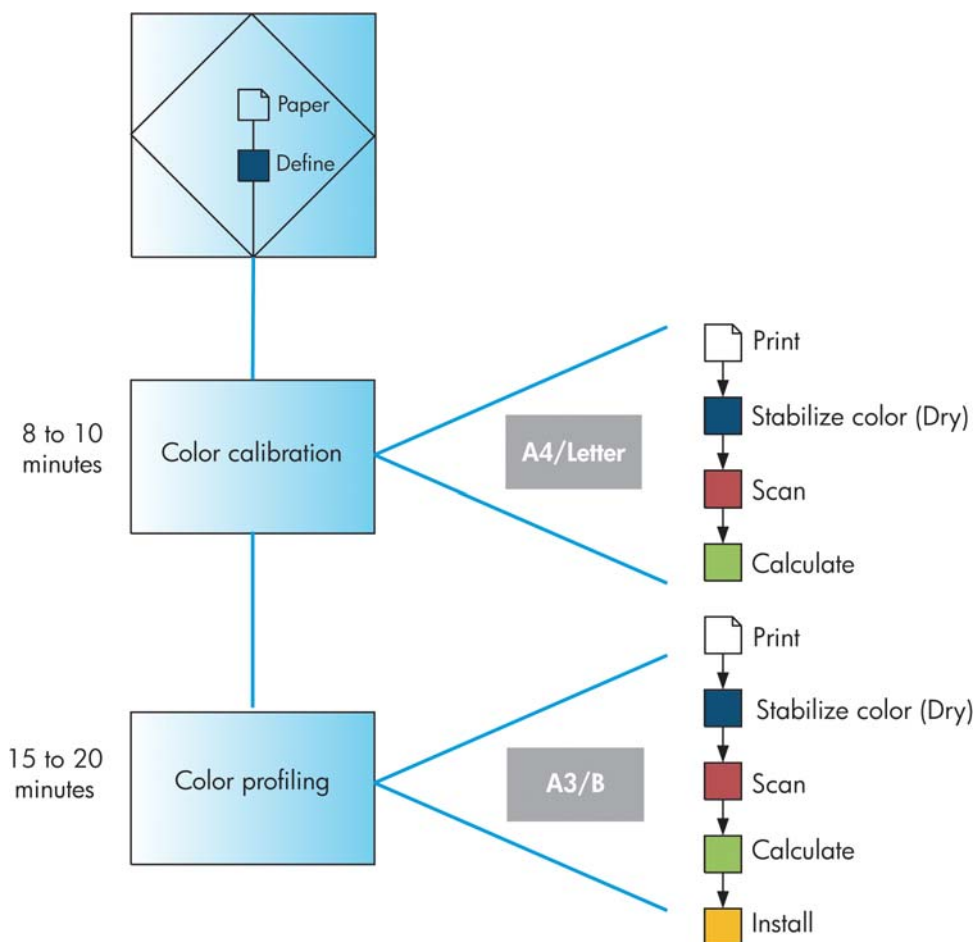 Paper
Define
8 to 10
minutes
Color calibration
A4/Letter
Print
Stabilize color (Dry)
Scan
Calculate
15 to 20
minutes
Color profiling
A3/B
Print
Stabilize color (Dry)
Scan
Calculate
Install